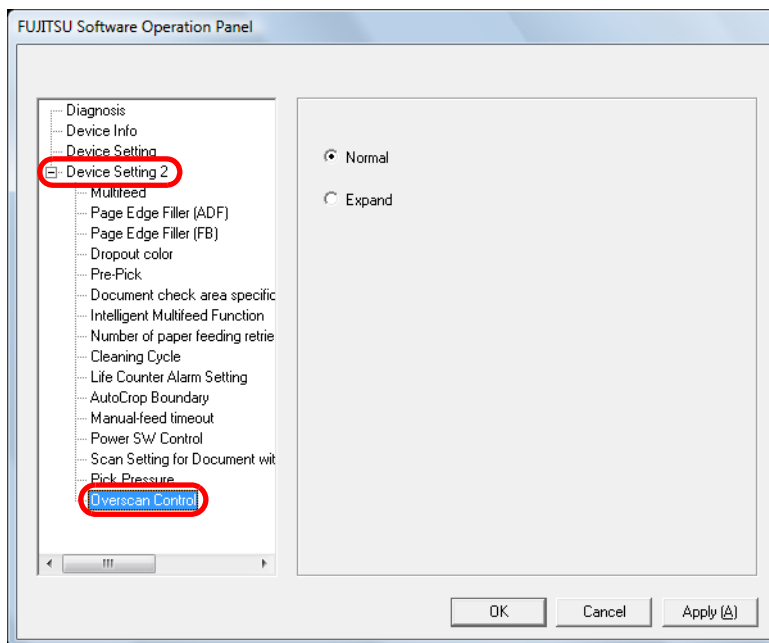 FUJITSU Software Operation Panel
Diagnosis
Device Info
Device Setting
Device Setting 2
Multifeed
Page Edge Filler (ADF)
Page Edge Filler (FB)
Dropout color
Pre-Pick
Document check area specific
Intelligent Multifeed Function
Number of paper feeding retrie
Cleaning Cycle
Life Counter Alarm Setting
AutoCrop Boundary
Manual-feed timeout
Power SW Control
Scan Setting for Document wit
Pick Pressure
Overscan Control
Normal
Expand
OK Cancel Apply (A)